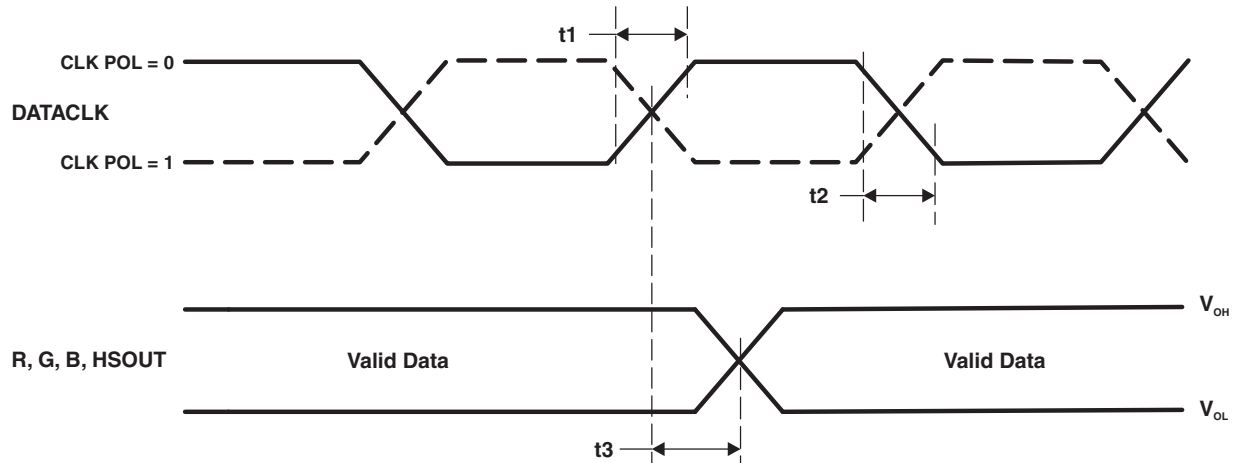 t1
CLK POL = 0
DATACLK
CLK POL = 1
t2
V_OH
R, G, B, HSOUT
Valid Data
Valid Data
V_OL
t3